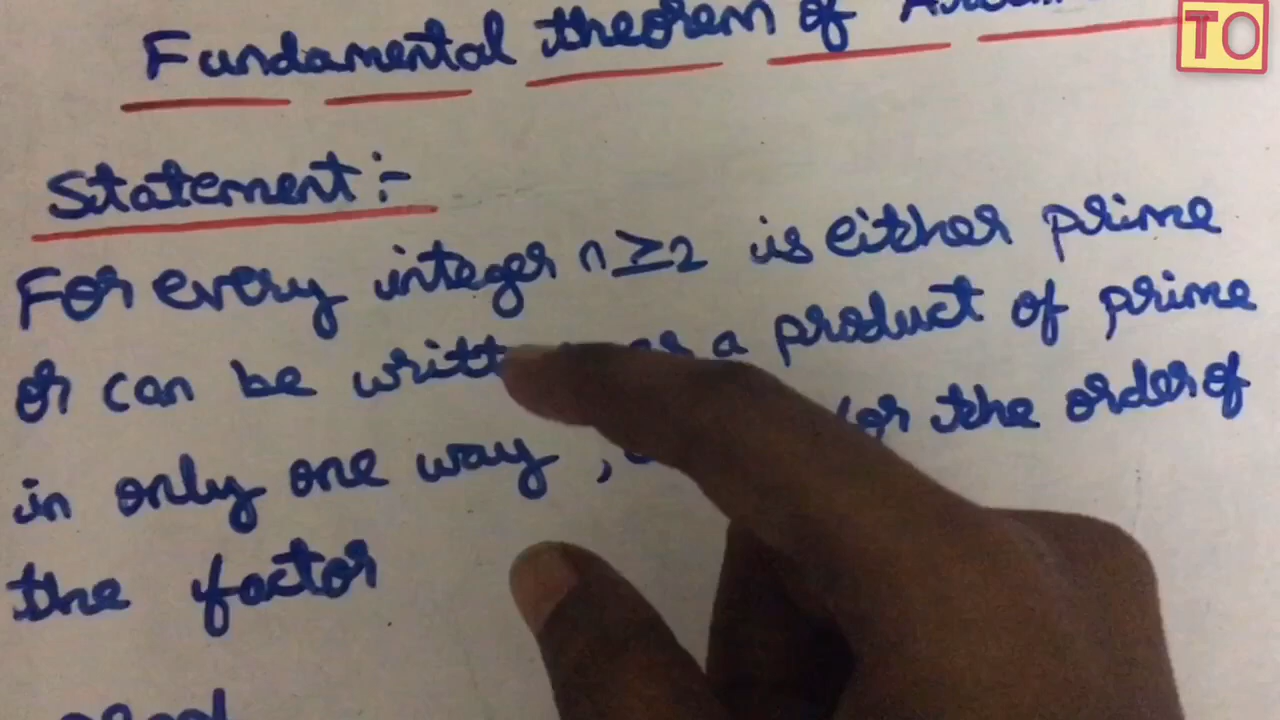 Fundamental theorem of
TO
Statement:-
For every integer n≥2 is either prime
or can be as a product of prime
in only one way, the order of
the factor